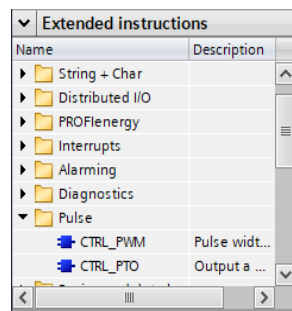 Extended instructions
Name Description
String + Char
Distributed I/O
PROFIenergy
Interrupts
Alarming
Diagnostics
Pulse
CTRL_PWM Pulse widt...
CTRL_PTO Output a ...